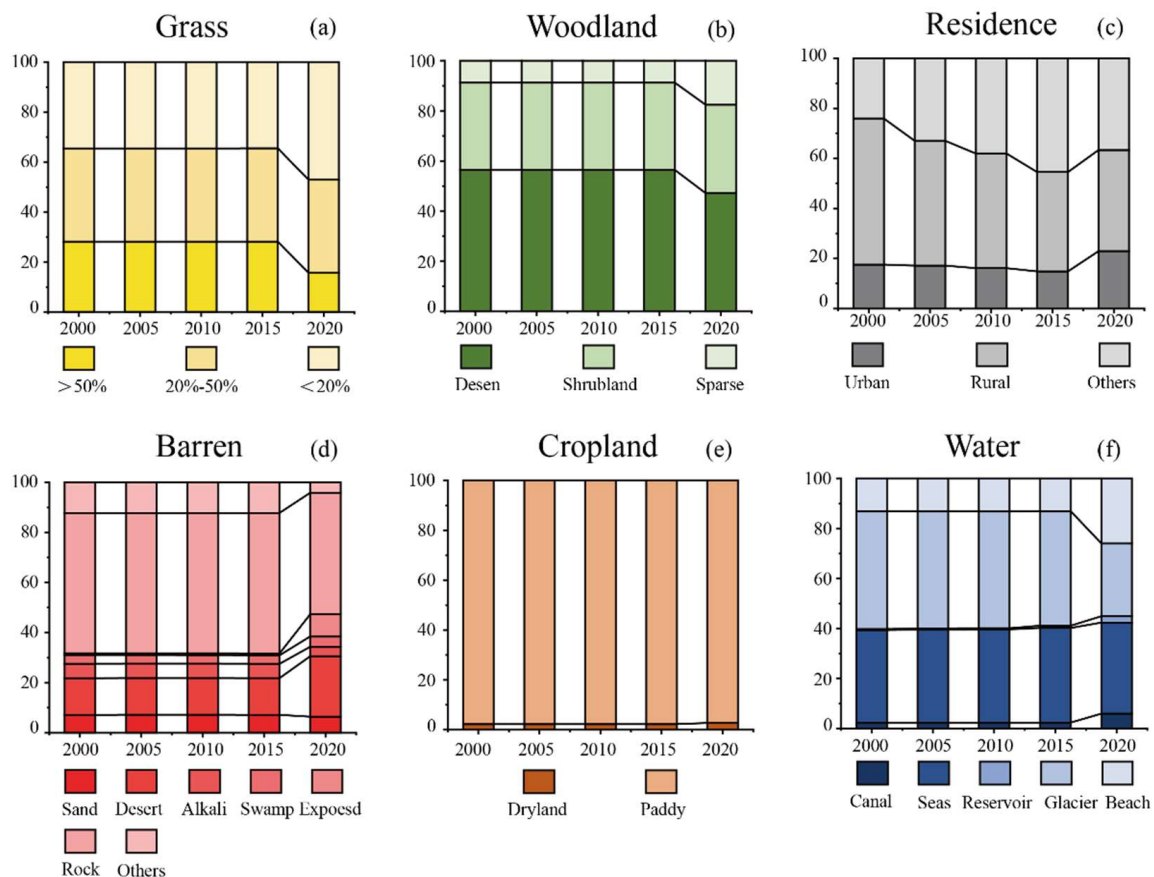 Grass (a)
100
80
60
40
20
0
2000 2005 2010 2015 2020
>50% 20%-50% <20%
Woodland (b)
100
80
60
40
20
0
2000 2005 2010 2015 2020
Desen Shrubland Sparse
Residence (c)
100
80
60
40
20
0
2000 2005 2010 2015 2020
Urban Rural Others
Barren (d)
100
80
60
40
20
0
2000 2005 2010 2015 2020
Sand Desert Alkali Swamp Expocsd
Rock Others
Cropland (e)
100
80
60
40
20
0
2000 2005 2010 2015 2020
Dryland Paddy
Water (f)
100
80
60
40
20
0
2000 2005 2010 2015 2020
Canal Seas Reservoir Glacier Beach